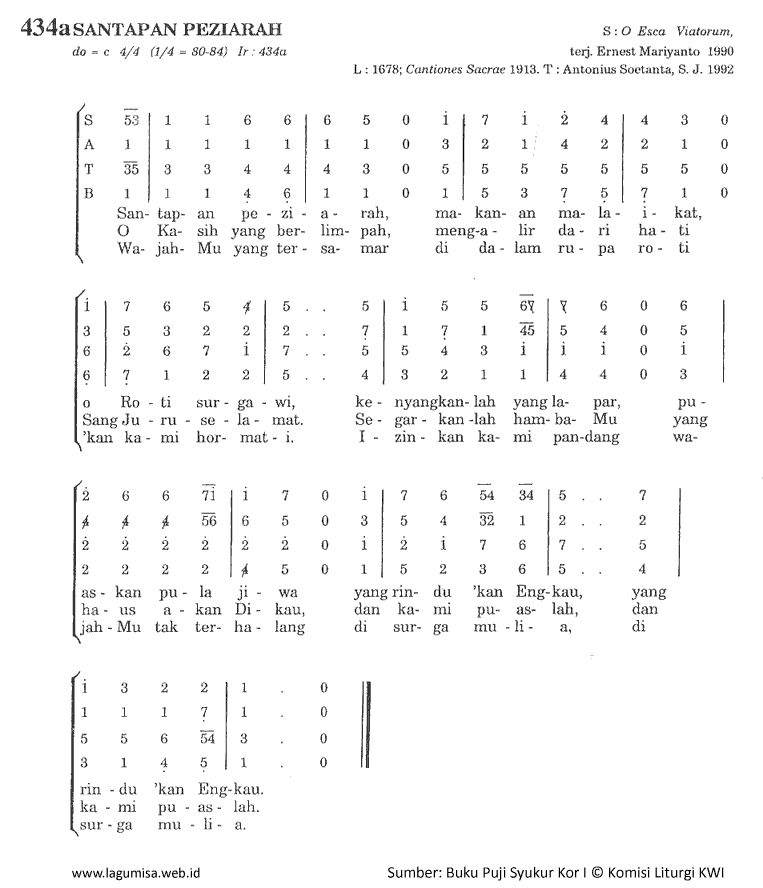 434a SANTAPAN PEZIARAH
S : O Esca Viatorum,
do = c 4/4 (1/4 = 80-84) Ir : 434a
terj. Ernest Mariyanto 1990
L : 1678; Cantiones Sacrae 1913. T : Antonius Soetanta, S. J. 1992
S 53 | 1 1 6 6 | 6 5 0 i | 7 i 2̇ 4 | 4 3 0
A 1 | 1 1 1 1 | 1 1 0 3 | 2 1 4 2 | 2 1 0
T 35 | 3 3 4 4 | 4 3 0 5 | 5 5 5 5 | 5 5 0
B 1 | 1 1 4 6̣ | 1 1 0 1 | 5 3 7̣ 5̣ | 7̣ 1 0
San- tap- an pe - zi - a - rah, ma- kan- an ma- la - i - kat,
O Ka- sih yang ber- lim- pah, meng-a - lir da - ri ha - ti
Wa- jah- Mu yang ter - sa- mar di da - lam ru - pa ro - ti
i | 7 6 5 4̸ | 5 . . 5 | i 5 5 67̸ | 7̸ 6 0 6 |
3 | 5 3 2 2 | 2 . . 7̣ | 1 7̣ 1 45 | 5 4 0 5
6 | 2̇ 6 7 i | 7 . . 5 | 5 4 3 i | i i 0 i
6̣ | 7̣ 1 2 2 | 5 . . 4 | 3 2 1 1 | 4 4 0 3
o Ro - ti sur - ga - wi, ke - nyangkan- lah yang la- par, pu -
Sang Ju - ru - se - la - mat. Se - gar- kan -lah ham- ba- Mu yang
'kan ka - mi hor- mat - i. I - zin- kan ka- mi pan-dang wa-
2̇ 6 6 7i | i 7 0 i | 7 6 54 34 | 5 . . 7 |
4̸ 4̸ 4̸ 56 | 6 5 0 3 | 5 4 32 1 | 2 . . 2
2̇ 2̇ 2̇ 2̇ | 2̇ 2̇ 0 i | 2̇ i 7 6 | 7 . . 5
2 2 2 2 | 4̸ 5 0 1 | 5 2 3 6 | 5 . . 4
as - kan pu - la ji - wa yang rin- du 'kan Eng-kau, yang
ha - us a - kan Di - kau, dan ka - mi pu- as- lah, dan
jah - Mu tak ter- ha - lang di sur- ga mu - li - a, di
i 3 2 2 | 1 . 0
1 1 1 7̣ | 1 . 0
5 5 6 54 | 3 . 0
3 1 4̣ 5̣ | 1 . 0
rin - du 'kan Eng-kau.
ka - mi pu - as - lah.
sur - ga mu - li - a.
www.lagumisa.web.id
Sumber: Buku Puji Syukur Kor I © Komisi Liturgi KWI